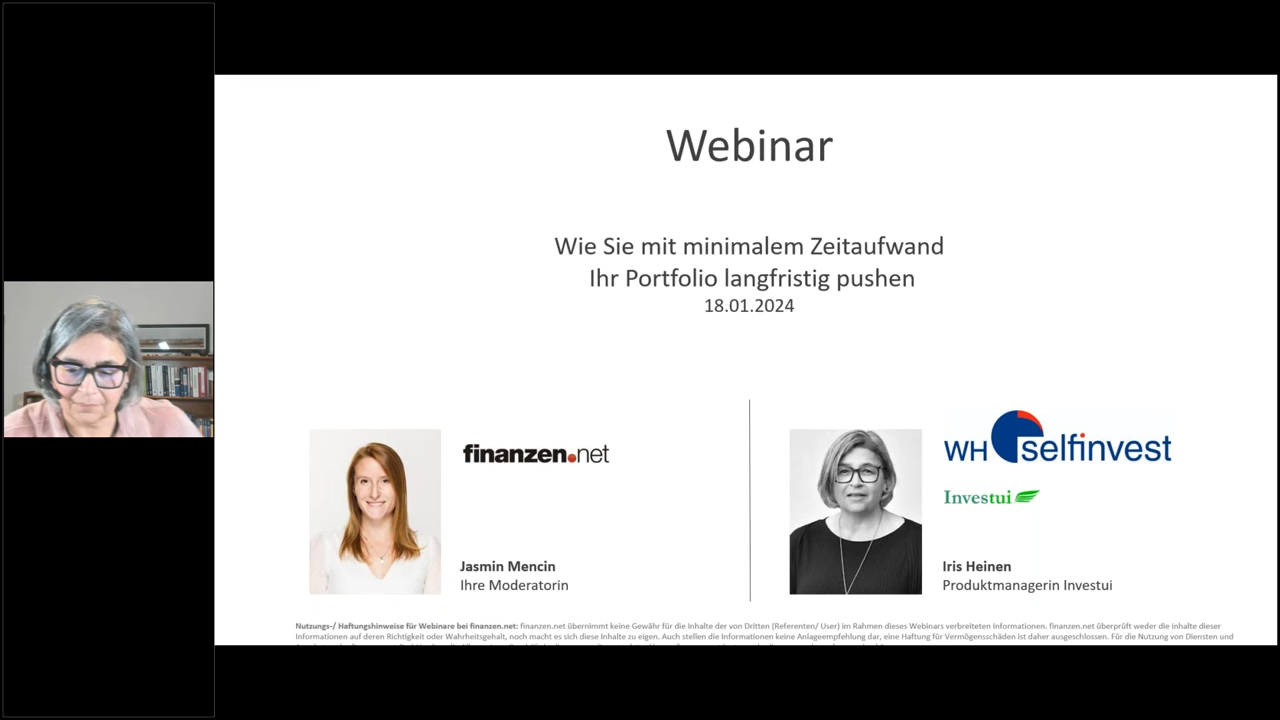 Webinar
Wie Sie mit minimalem Zeitaufwand
Ihr Portfolio langfristig pushen
18.01.2024
finanzen.net
Jasmin Mencin
Ihre Moderatorin
WH selfinvest
Investui
Iris Heinen
Produktmanagerin Investui
Nutzungs-/ Haftungshinweise für Webinare bei finanzen.net: finanzen.net übernimmt keine Gewähr für die Inhalte der von Dritten (Referenten/ User) im Rahmen dieses Webinars verbreiteten Informationen. finanzen.net überprüft weder die Inhalte dieser
Informationen auf deren Richtigkeit oder Wahrheitsgehalt, noch macht es sich diese Inhalte zu eigen. Auch stellen die Informationen keine Anlageempfehlung dar, eine Haftung für Vermögensschäden ist daher ausgeschlossen. Für die Nutzung von Diensten und